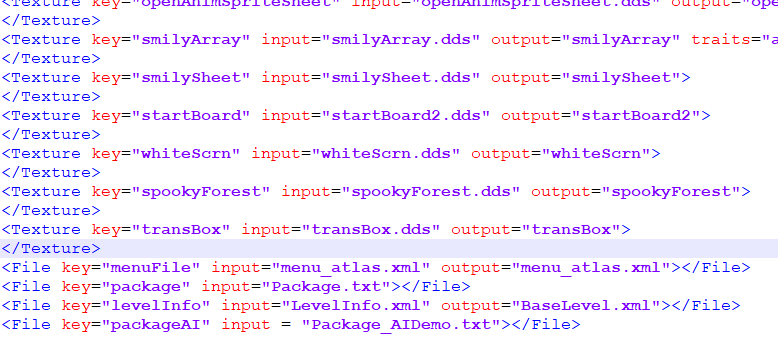 <Texture key="openAnimSpriteSheet" input="openAnimSpriteSheet.dds" output="ope
</Texture>
<Texture key="smilyArray" input="smilyArray.dds" output="smilyArray" traits="a
</Texture>
<Texture key="smilySheet" input="smilySheet.dds" output="smilySheet">
</Texture>
<Texture key="startBoard" input="startBoard2.dds" output="startBoard2">
</Texture>
<Texture key="whiteScrn" input="whiteScrn.dds" output="whiteScrn">
</Texture>
<Texture key="spookyForest" input="spookyForest.dds" output="spookyForest">
</Texture>
<Texture key="transBox" input="transBox.dds" output="transBox">
</Texture>
<File key="menuFile" input="menu_atlas.xml" output="menu_atlas.xml"></File>
<File key="package" input="Package.txt"></File>
<File key="levelInfo" input="LevelInfo.xml" output="BaseLevel.xml"></File>
<File key="packageAI" input = "Package_AIDemo.txt"></File>